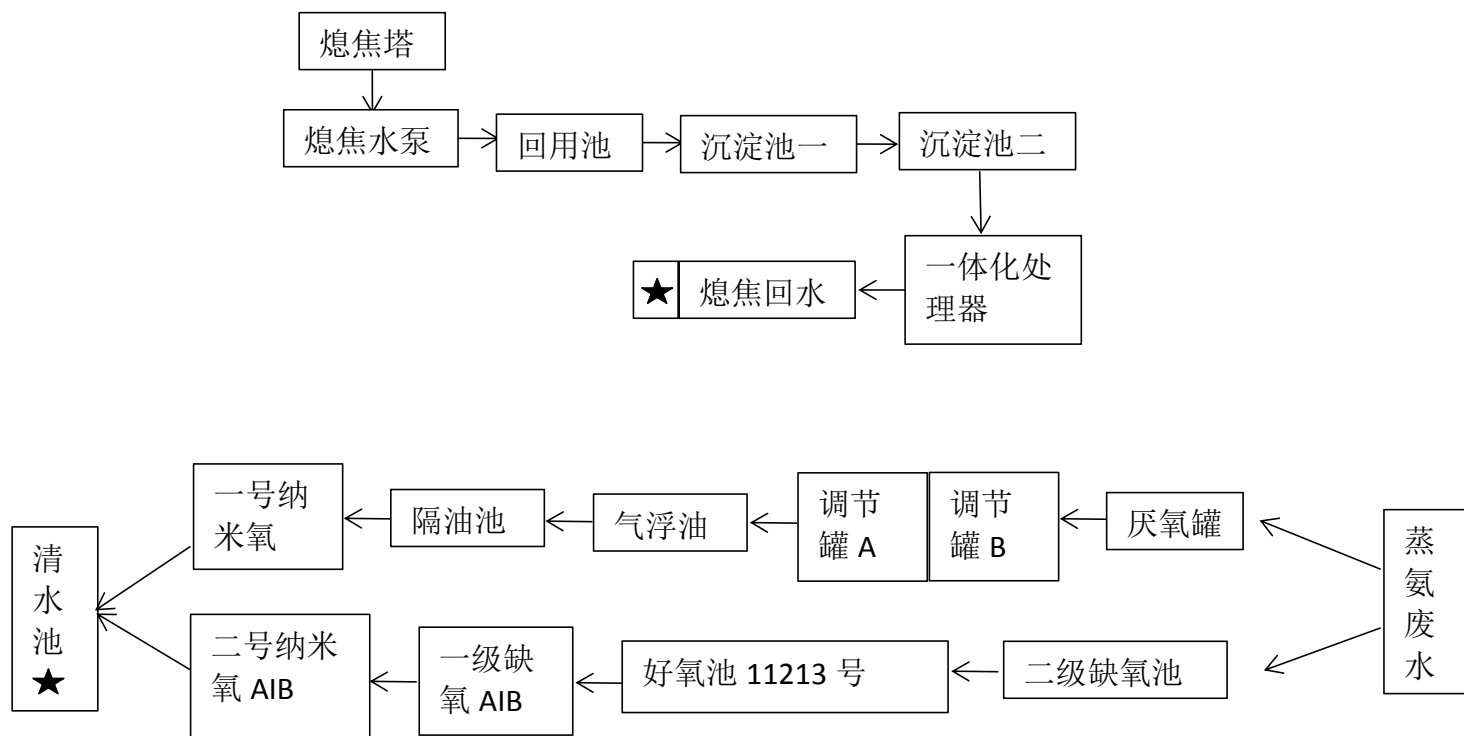 熄焦塔
熄焦水泵
回用池
沉淀池一
沉淀池二
一体化处
理器
★
熄焦回水
一号纳
米氧
隔油池
气浮油
调节
罐 A
调节
罐 B
厌氧罐
蒸
氨
废
水
清
水
池
★
二号纳米
氧 AIB
一级缺
氧 AIB
好氧池 11213 号
二级缺氧池